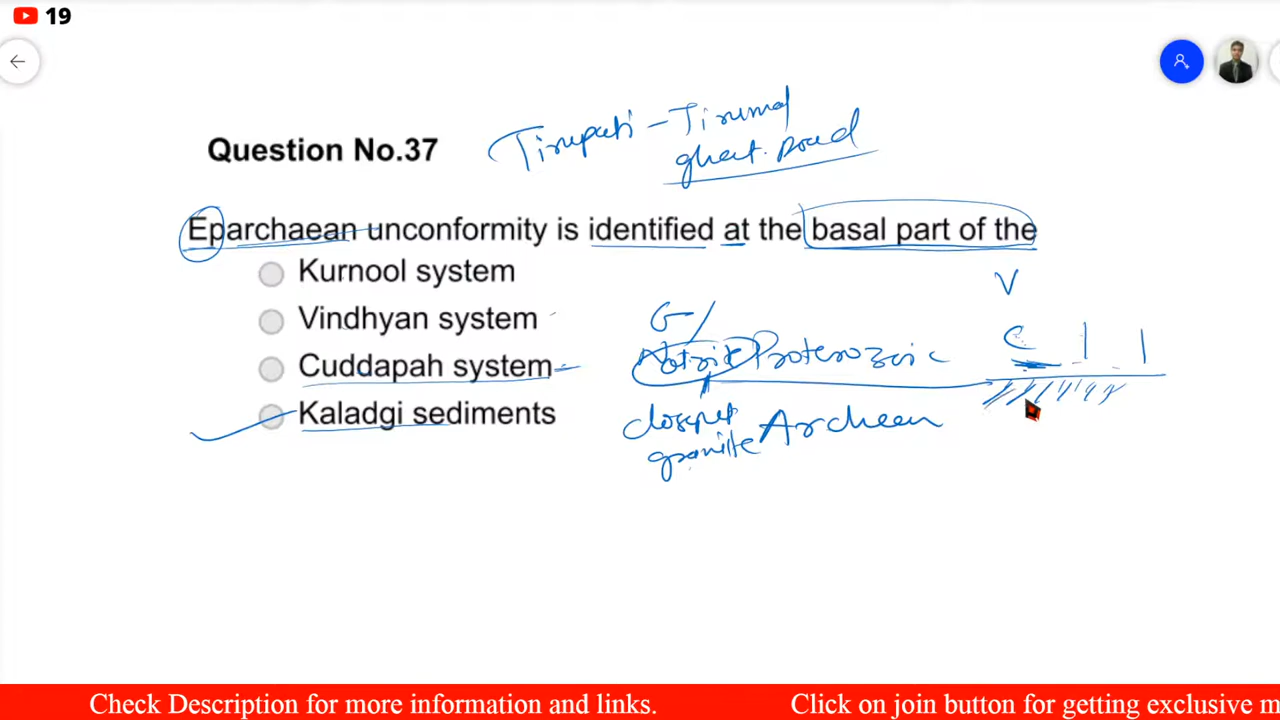 19
Tirupati - Tirumal
ghat road
Question No.37
Eparchaean unconformity is identified at the basal part of the
Kurnool system
Vindhyan system
Cuddapah system
Kaladgi sediments
V
G
Proterozoic
C
closepet
granite
Archean
Check Description for more information and links.
Click on join button for getting exclusive m